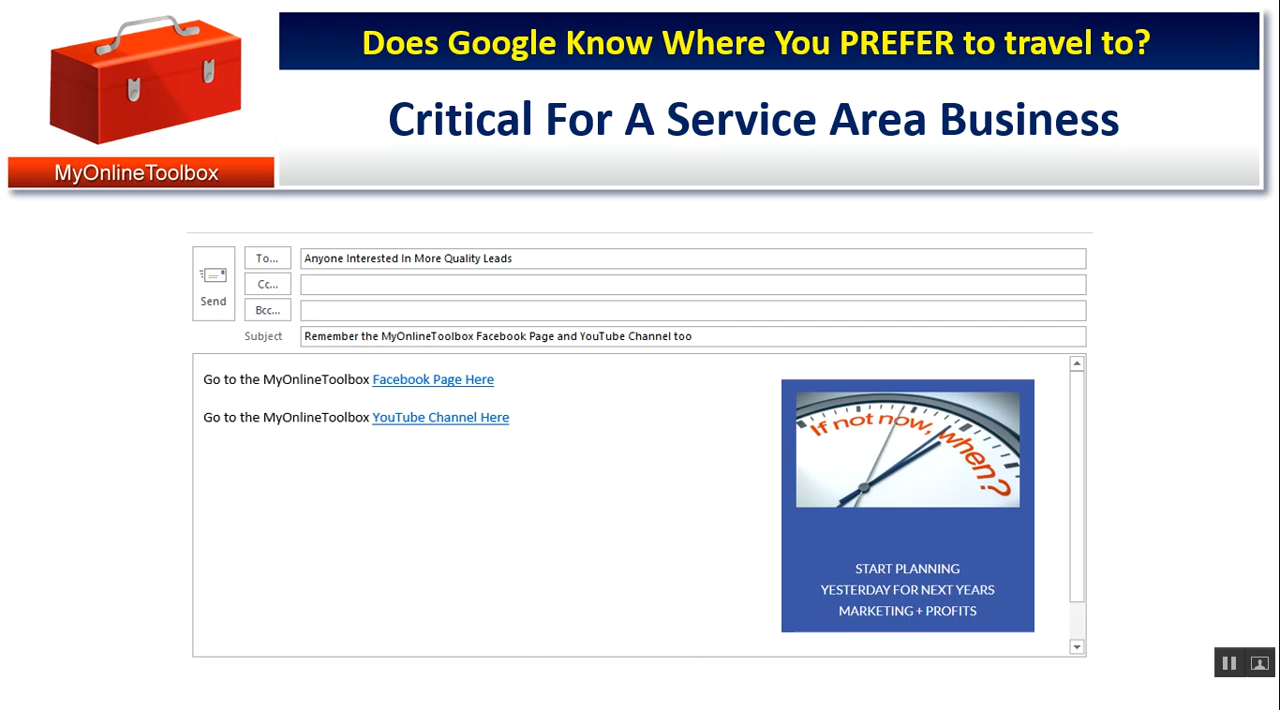 Does Google Know Where You PREFER to travel to?
Critical For A Service Area Business
MyOnlineToolbox
Send
To... Anyone Interested In More Quality Leads
Cc...
Bcc...
Subject Remember the MyOnlineToolbox Facebook Page and YouTube Channel too
Go to the MyOnlineToolbox Facebook Page Here
Go to the MyOnlineToolbox YouTube Channel Here
If not now, when?
START PLANNING
YESTERDAY FOR NEXT YEARS
MARKETING + PROFITS